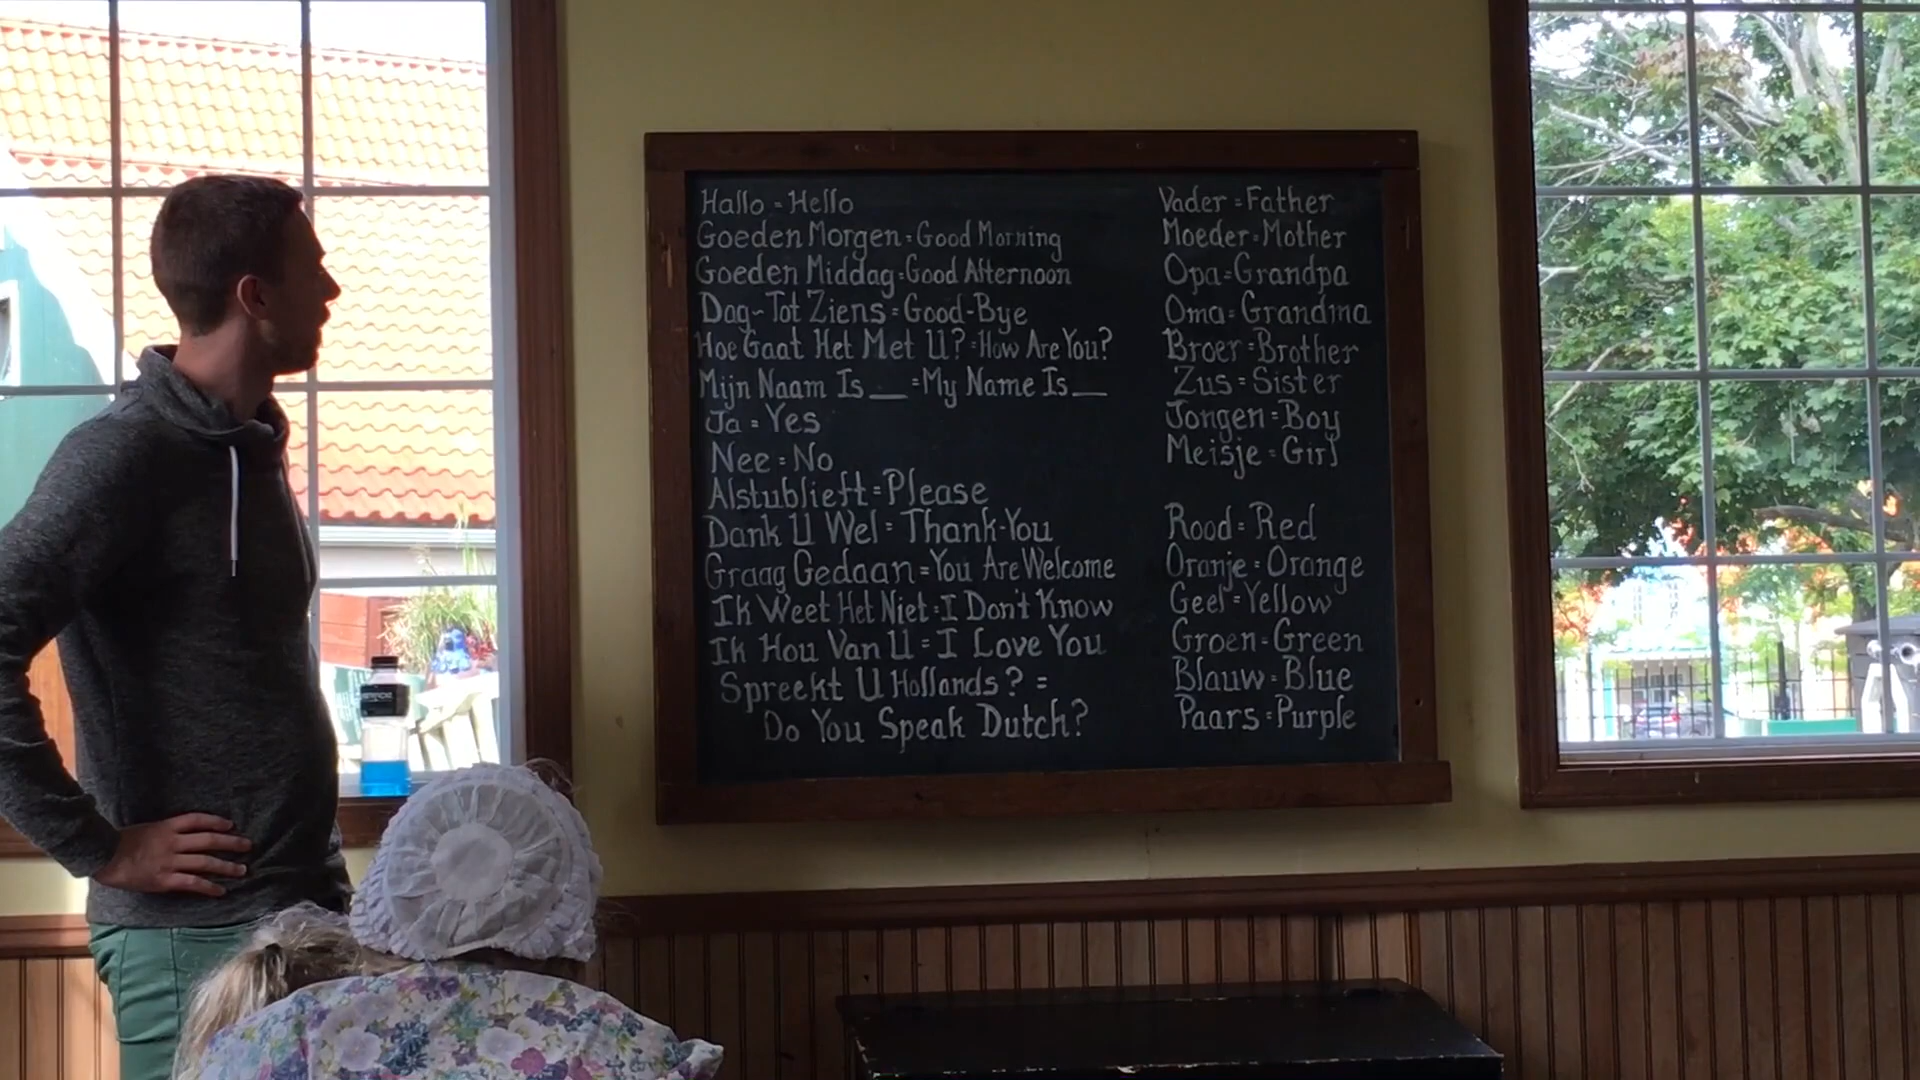 Hallo = Hello
Goeden Morgen = Good Morning
Goeden Middag = Good Afternoon
Dag~ Tot Ziens = Good-Bye
Hoe Gaat Het Met U? = How Are You?
Mijn Naam Is __ = My Name Is __
Ja = Yes
Nee = No
Alstublieft = Please
Dank U Wel = Thank-You
Graag Gedaan = You Are Welcome
Ik Weet Het Niet = I Don't Know
Ik Hou Van U = I Love You
Spreekt U Hollands? =
Do You Speak Dutch?
Vader = Father
Moeder = Mother
Opa = Grandpa
Oma = Grandma
Broer = Brother
Zus = Sister
Jongen = Boy
Meisje = Girl
Rood = Red
Oranje = Orange
Geel = Yellow
Groen = Green
Blauw = Blue
Paars = Purple